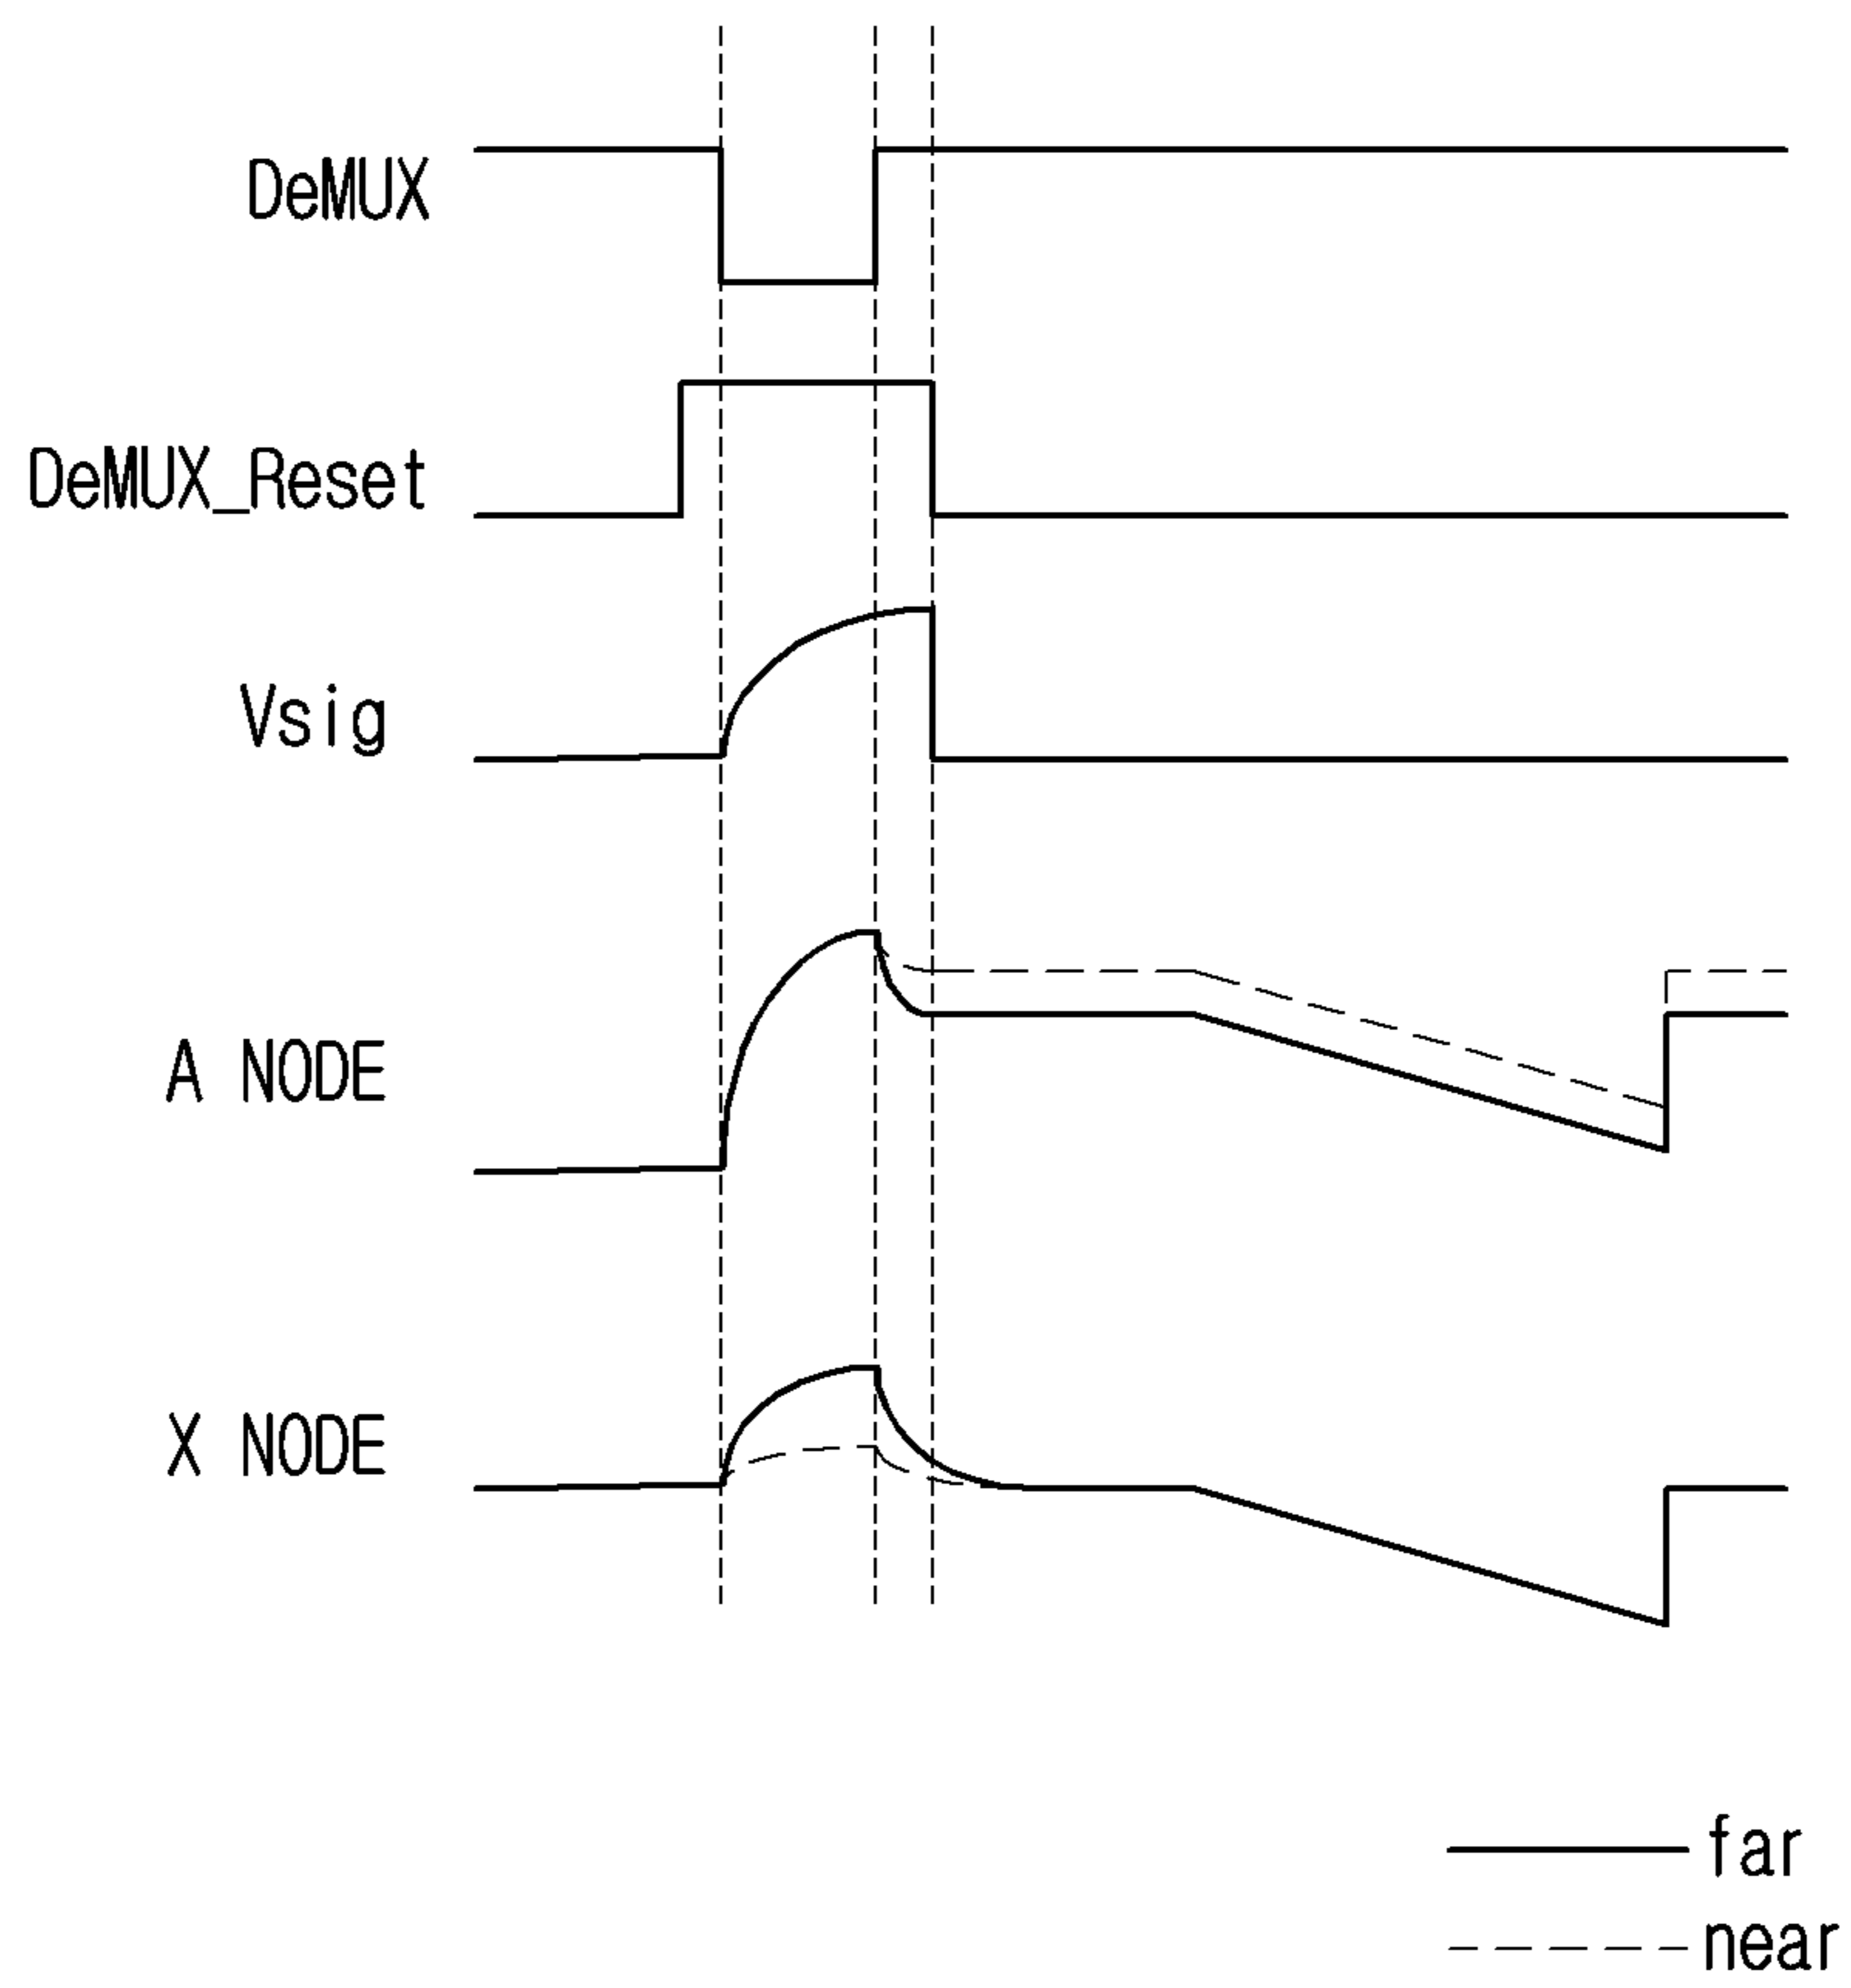 DeMUX
DeMUX_Reset
Vsig
A NODE
X NODE
far
near